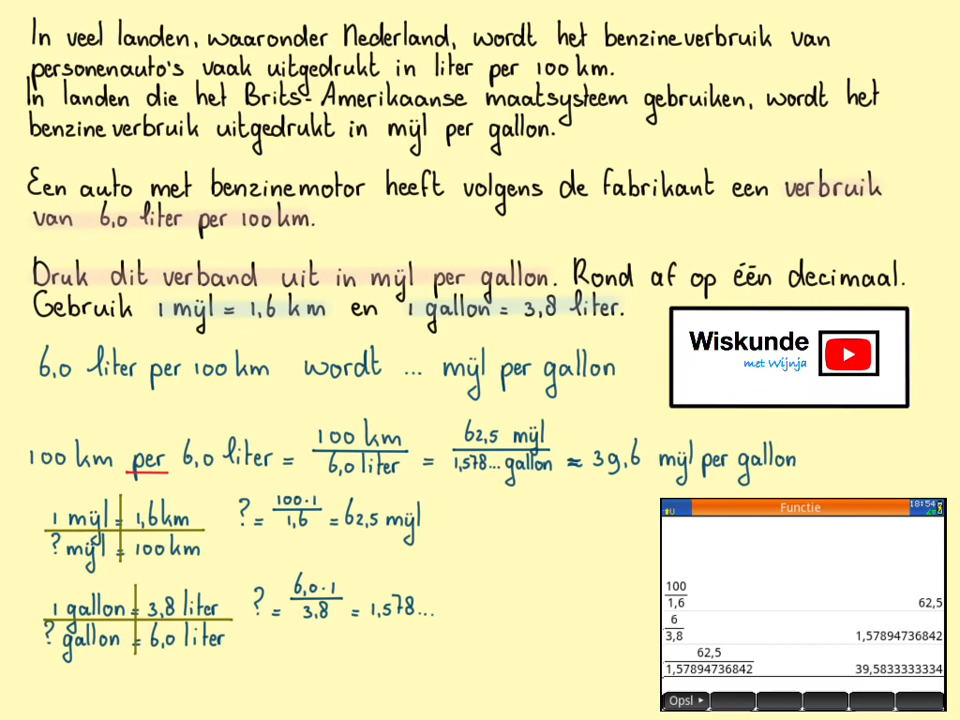 In veel landen, waaronder Nederland, wordt het benzineverbruik van
personenauto's vaak uitgedrukt in liter per 100 km.
In landen die het Brits-Amerikaanse maatsysteem gebruiken, wordt het
benzineverbruik uitgedrukt in mijl per gallon.
Een auto met benzinemotor heeft volgens de fabrikant een verbruik
van 6,0 liter per 100 km.
Druk dit verband uit in mijl per gallon. Rond af op één decimaal.
Gebruik 1 mijl = 1,6 km en 1 gallon = 3,8 liter.
Wiskunde
met Wijnja
6,0 liter per 100 km wordt ... mijl per gallon
100 km per 6,0 liter = 100 km / 6,0 liter = 62,5 mijl / 1,578... gallon ≈ 39,6 mijl per gallon
1 mijl = 1,6 km ? = 100·1 / 1,6 = 62,5 mijl
? mijl = 100 km
1 gallon = 3,8 liter ? = 6,0·1 / 3,8 = 1,578...
? gallon = 6,0 liter
Functie 18:54
100
1,6 62,5
6
3,8 1,57894736842
62,5
1,57894736842 39,5833333334
Opsl